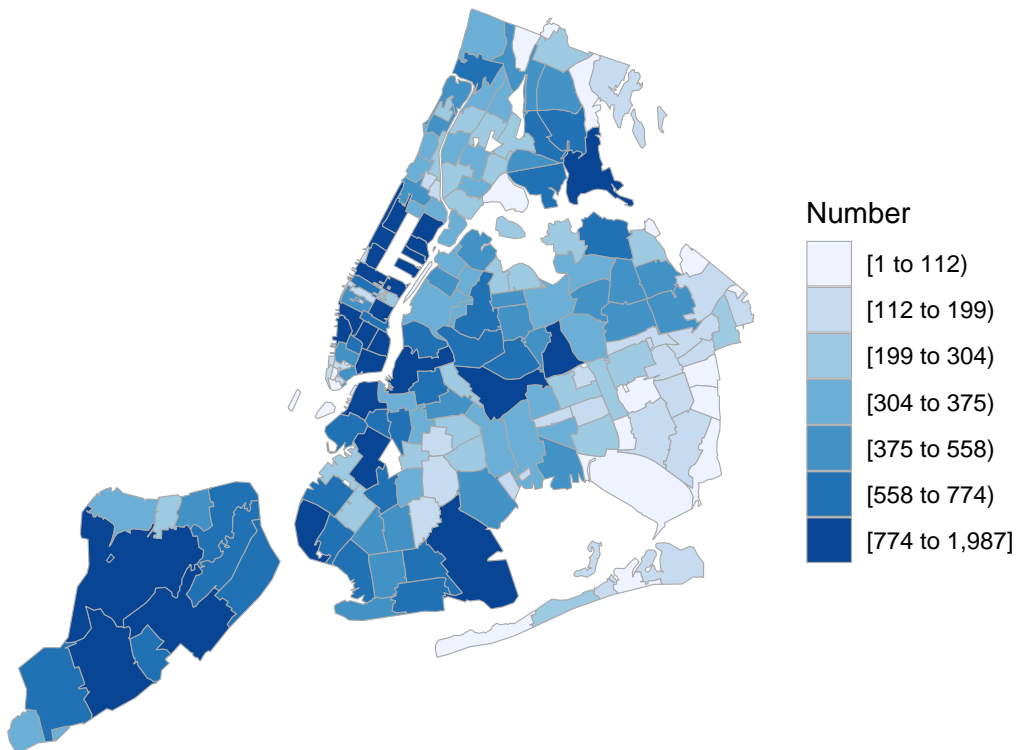 Number
[1 to 112)
[112 to 199)
[199 to 304)
[304 to 375)
[375 to 558)
[558 to 774)
[774 to 1,987]